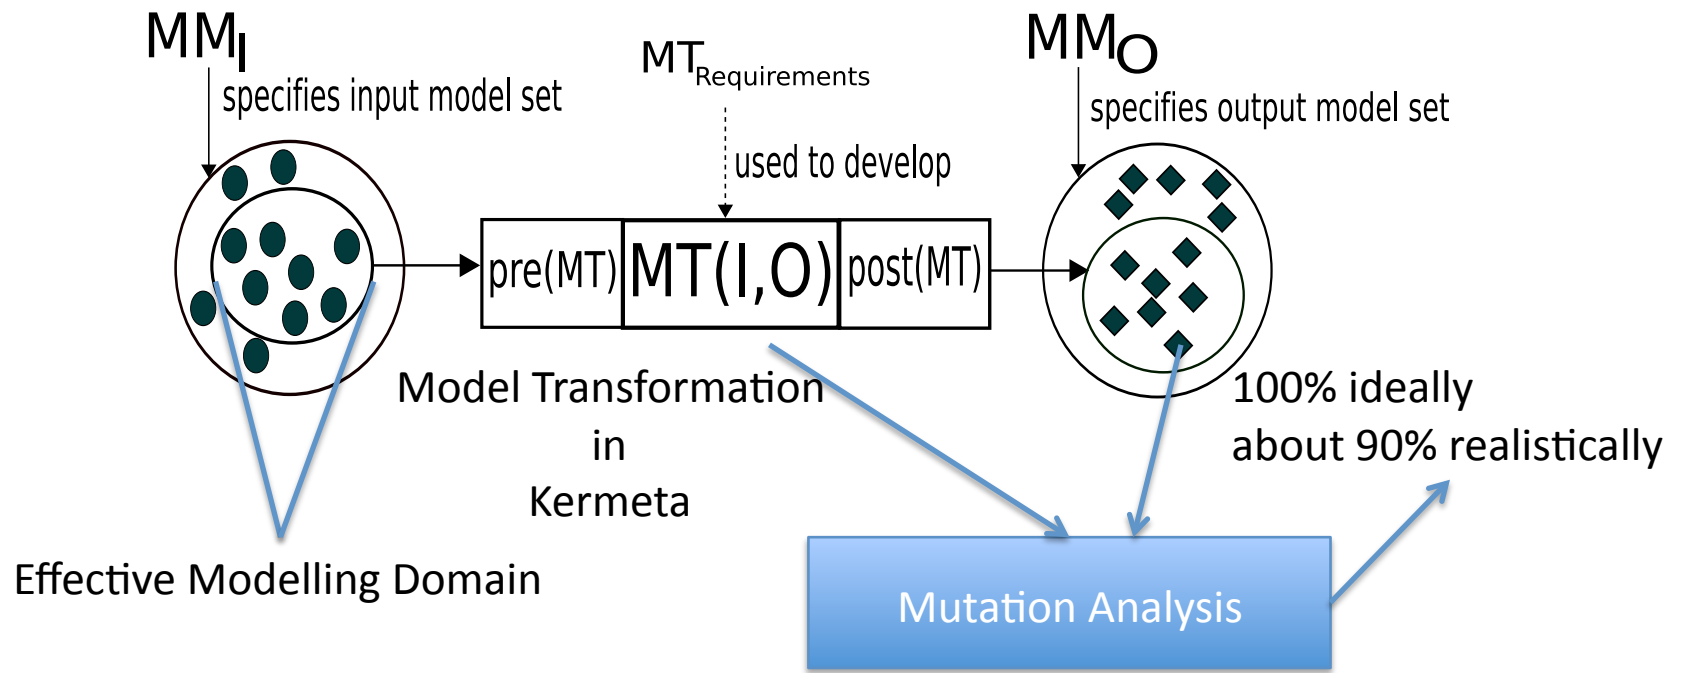 MMI
specifies input model set
MTRequirements
used to develop
MMO
specifies output model set
pre(MT)
MT(I,O)
post(MT)
Model Transformation
in
Kermeta
100% ideally
about 90% realistically
Effective Modelling Domain
Mutation Analysis